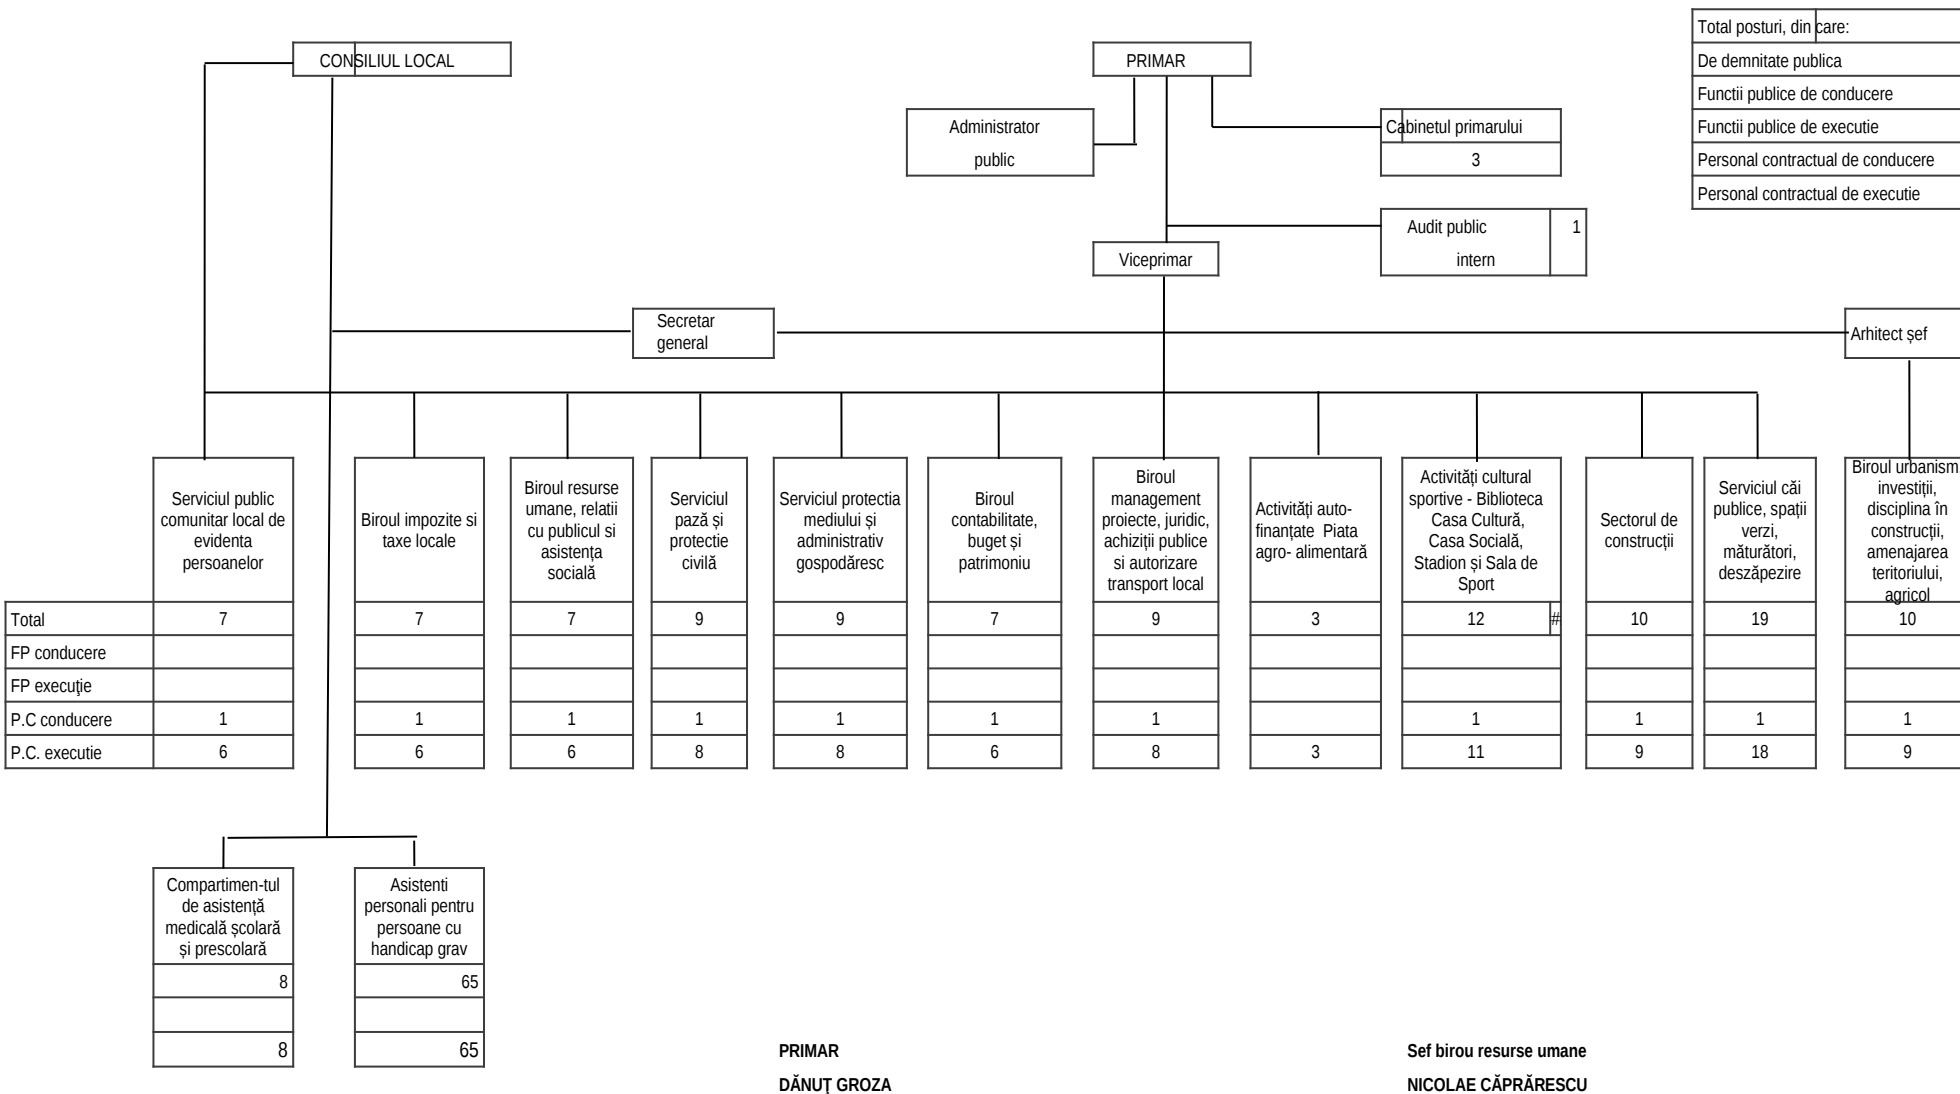 Total posturi, din care:
De demnitate publica
Functii publice de conducere
Functii publice de executie
Personal contractual de conducere
Personal contractual de executie
CONSILIUL LOCAL
PRIMAR
Administrator
public
Cabinetul primarului
3
Audit public 1
intern
Viceprimar
Secretar
general
Arhitect șef
Serviciul public
comunitar local de
evidenta
persoanelor
Biroul impozite si
taxe locale
Biroul resurse
umane, relatii
cu publicul si
asistența
socială
Serviciul
pază și
protectie
civilă
Serviciul protectia
mediului și
administrativ
gospodăresc
Biroul
contabilitate,
buget și
patrimoniu
Biroul
management
proiecte, juridic,
achiziții publice
si autorizare
transport local
Activități auto-
finanțate Piata
agro- alimentară
Activități cultural
sportive - Biblioteca
Casa Cultură,
Casa Socială,
Stadion și Sala de
Sport
Sectorul de
construcții
Serviciul căi
publice, spații
verzi,
măturători,
deszăpezire
Biroul urbanism
investiții,
disciplina în
construcții,
amenajarea
teritoriului,
agricol
Total 7 7 7 9 9 7 9 3 12 # 10 19 10
FP conducere
FP execuţie
P.C conducere 1 1 1 1 1 1 1 1 1 1 1
P.C. executie 6 6 6 8 8 6 8 3 11 9 18 9
Compartimen-tul
de asistență
medicală școlară
și prescolară
8
8
Asistenti
personali pentru
persoane cu
handicap grav
65
65
PRIMAR
DĂNUŢ GROZA
Sef birou resurse umane
NICOLAE CĂPRĂRESCU